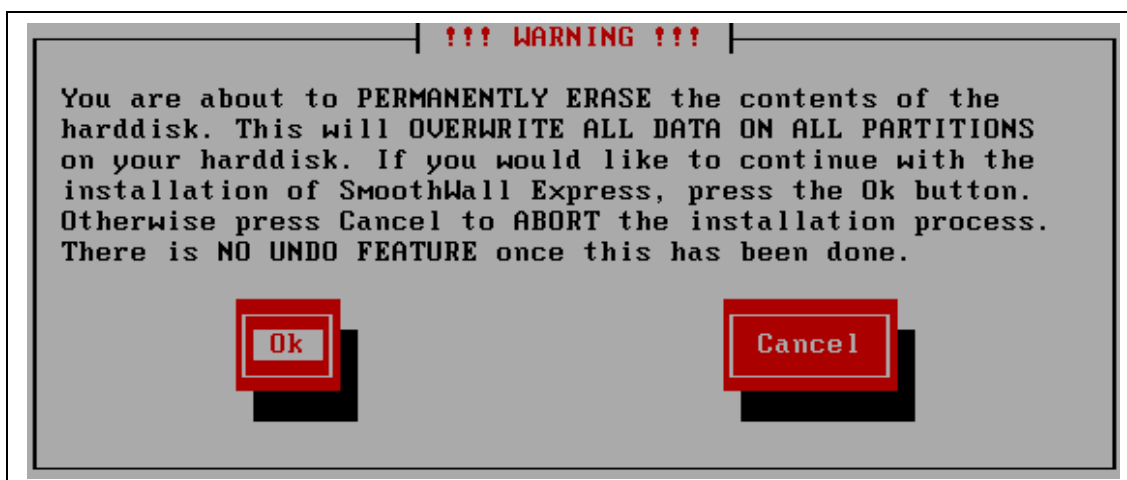 !!! WARNING !!!
You are about to PERMANENTLY ERASE the contents of the
harddisk. This will OVERWRITE ALL DATA ON ALL PARTITIONS
on your harddisk. If you would like to continue with the
installation of SmoothWall Express, press the Ok button.
Otherwise press Cancel to ABORT the installation process.
There is NO UNDO FEATURE once this has been done.
Ok
Cancel